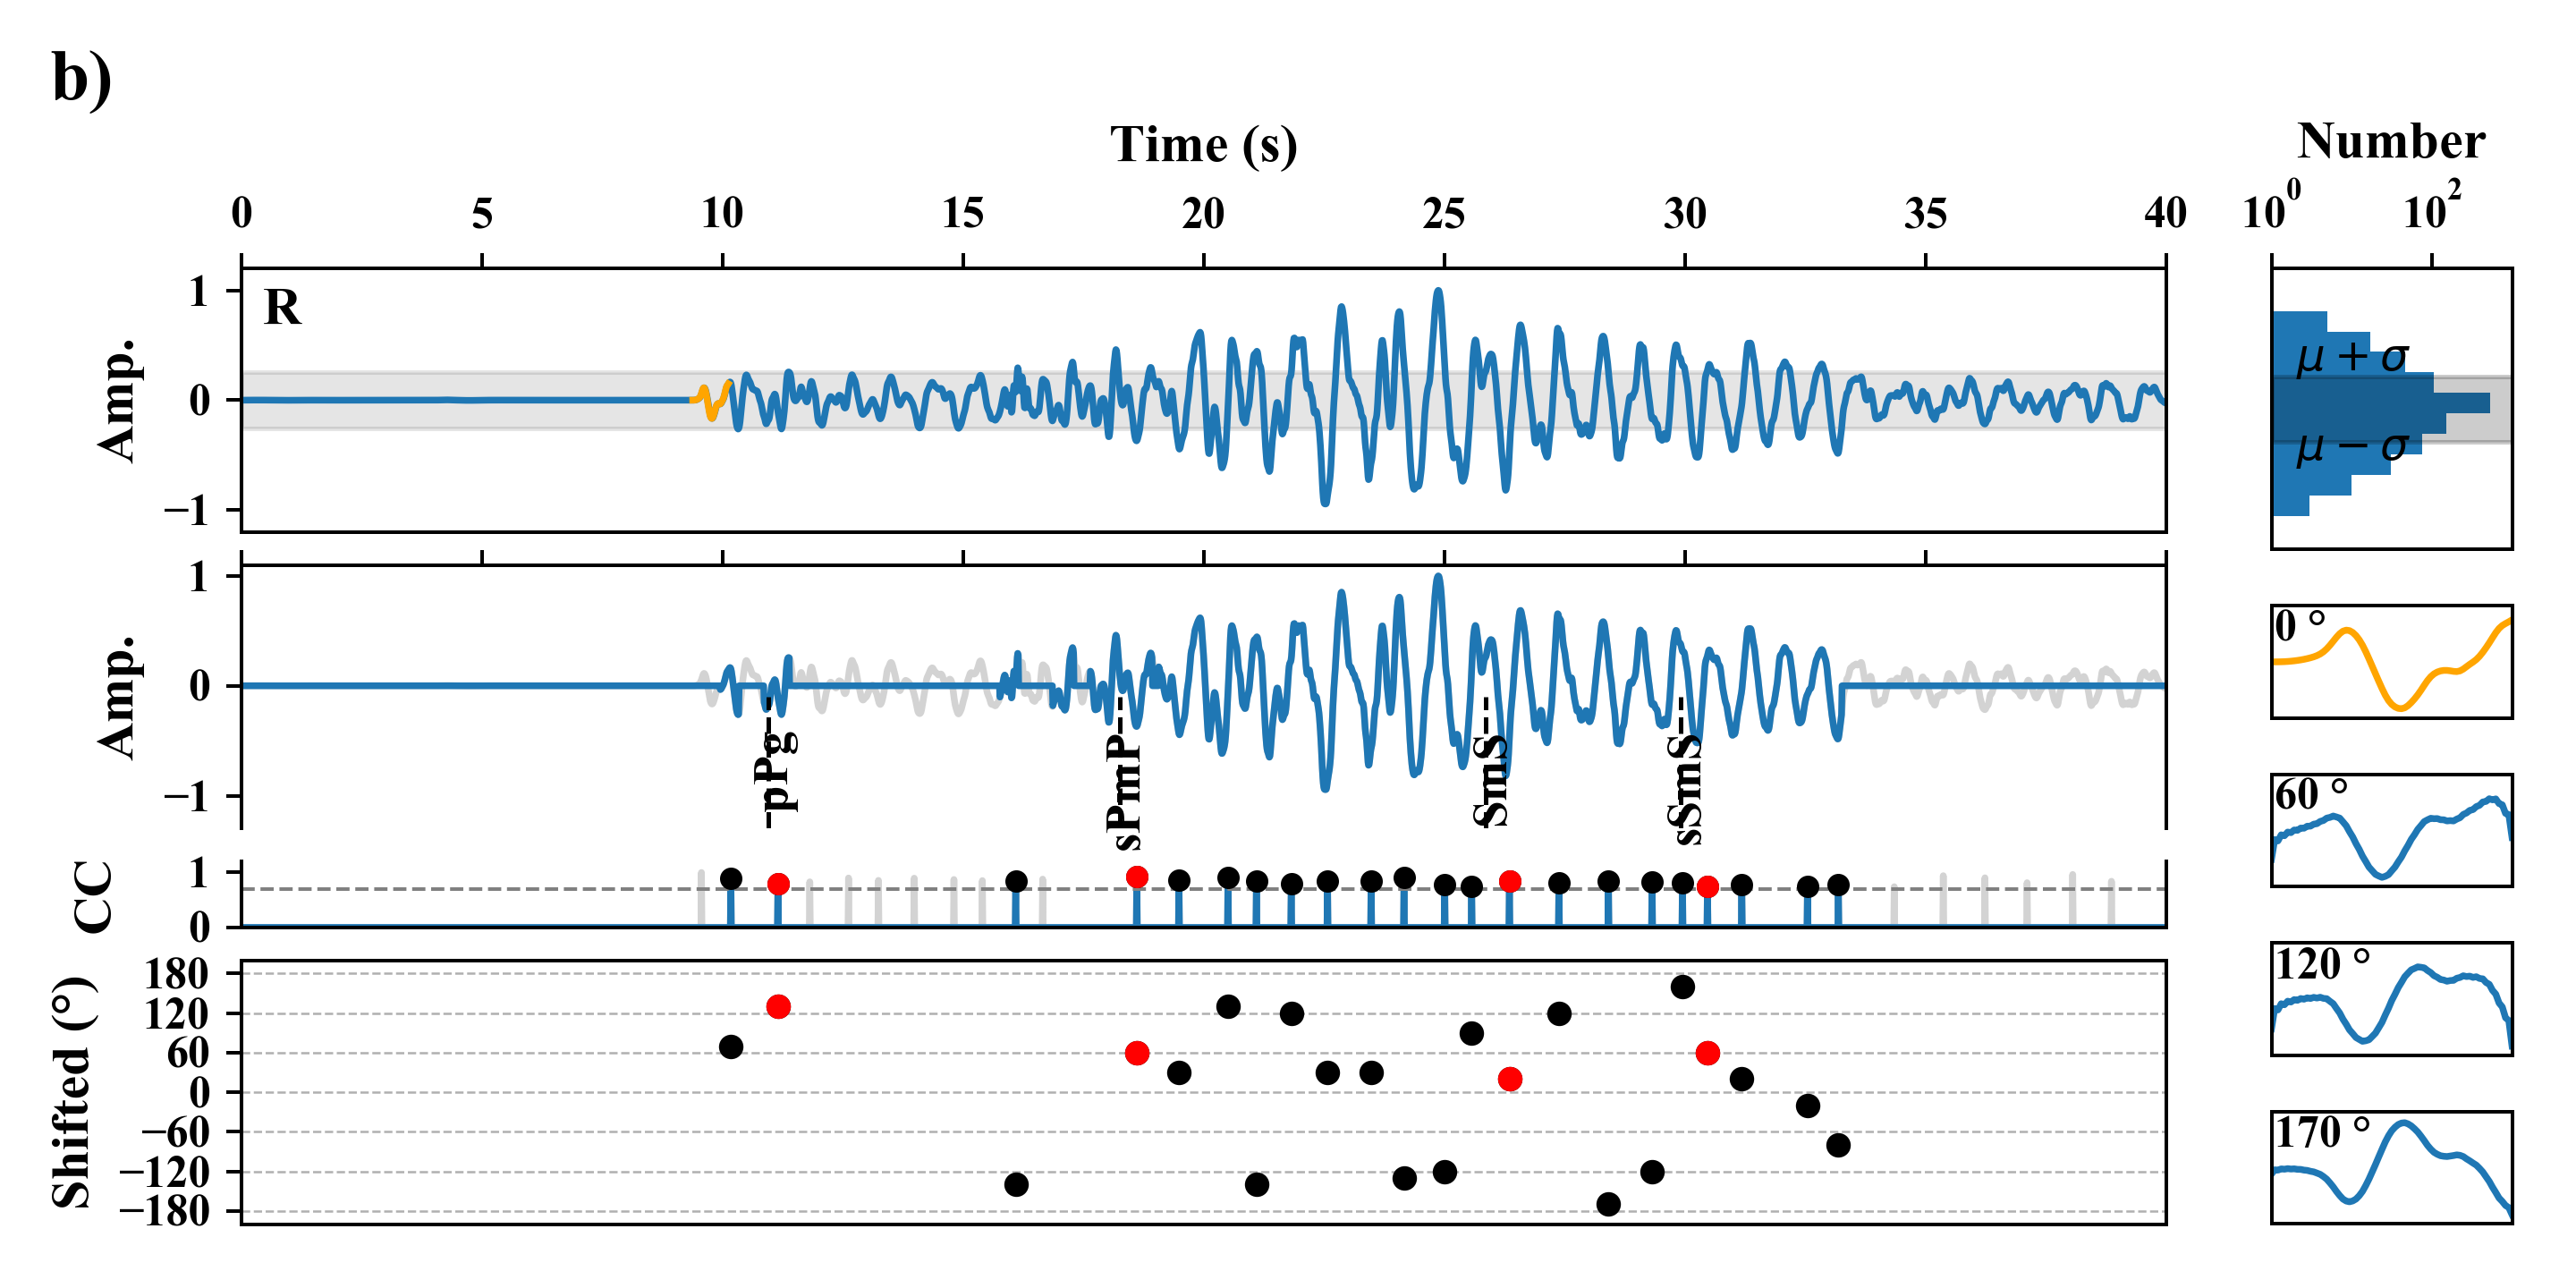 b)
Time (s)
Number
0 5 10 15 20 25 30 35 40
10^0 10^2
Amp.
1
0
−1
R
μ + σ
μ − σ
Amp.
1
0
−1
pPg
sPmP
SmS
sSmS
0 °
60 °
CC
1
0
120 °
Shifted (°)
180
120
60
0
−60
−120
−180
170 °